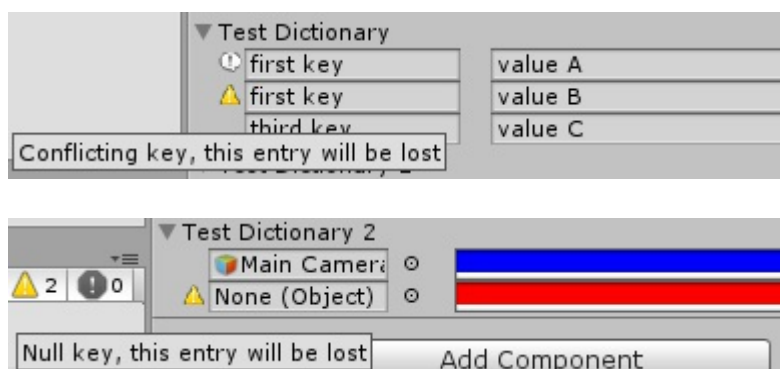 Test Dictionary
first key value A
first key value B
third key value C
Conflicting key, this entry will be lost
Test Dictionary 2
Main Camera
2 0
None (Object)
Null key, this entry will be lost
Add Component